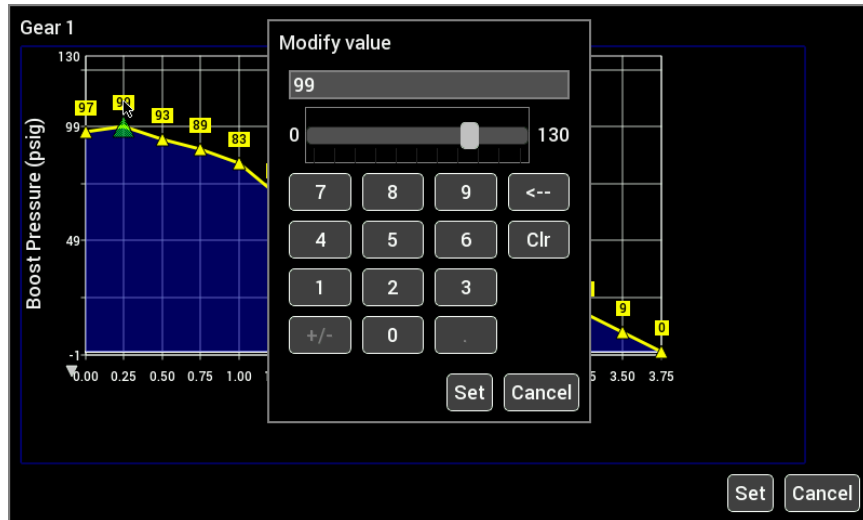 Gear 1
Modify value
99
0 130
7 8 9 <--
4 5 6 Clr
1 2 3
+/- 0 .
Set Cancel
Boost Pressure (psig)
130
99
49
-1
97 99 93 89 83 9 0
0.00 0.25 0.50 0.75 1.00 3.50 3.75
Set Cancel